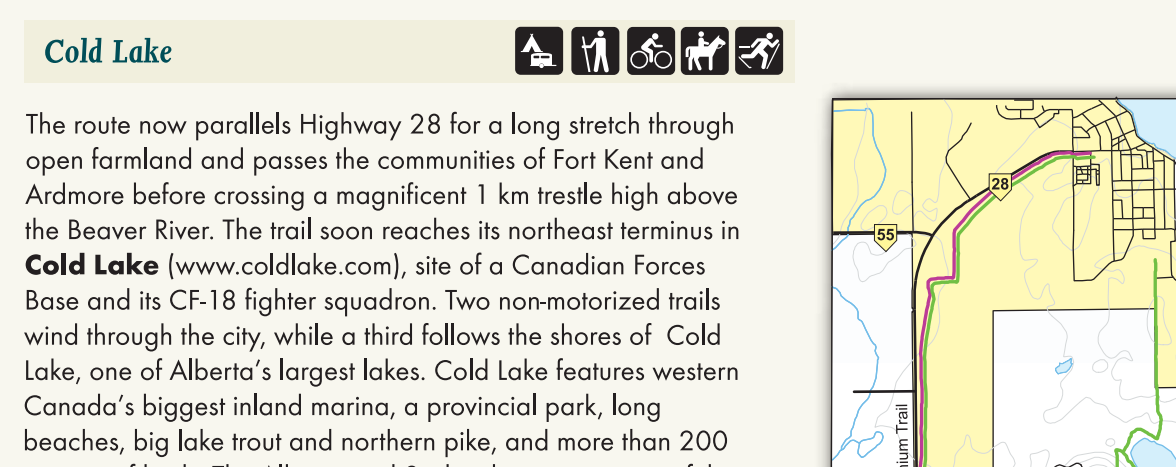 Cold Lake
The route now parallels Highway 28 for a long stretch through
open farmland and passes the communities of Fort Kent and
Ardmore before crossing a magnificent 1 km trestle high above
the Beaver River. The trail soon reaches its northeast terminus in
Cold Lake (www.coldlake.com), site of a Canadian Forces
Base and its CF-18 fighter squadron. Two non-motorized trails
wind through the city, while a third follows the shores of Cold
Lake, one of Alberta's largest lakes. Cold Lake features western
Canada's biggest inland marina, a provincial park, long
beaches, big lake trout and northern pike, and more than 200
28
55
Trail